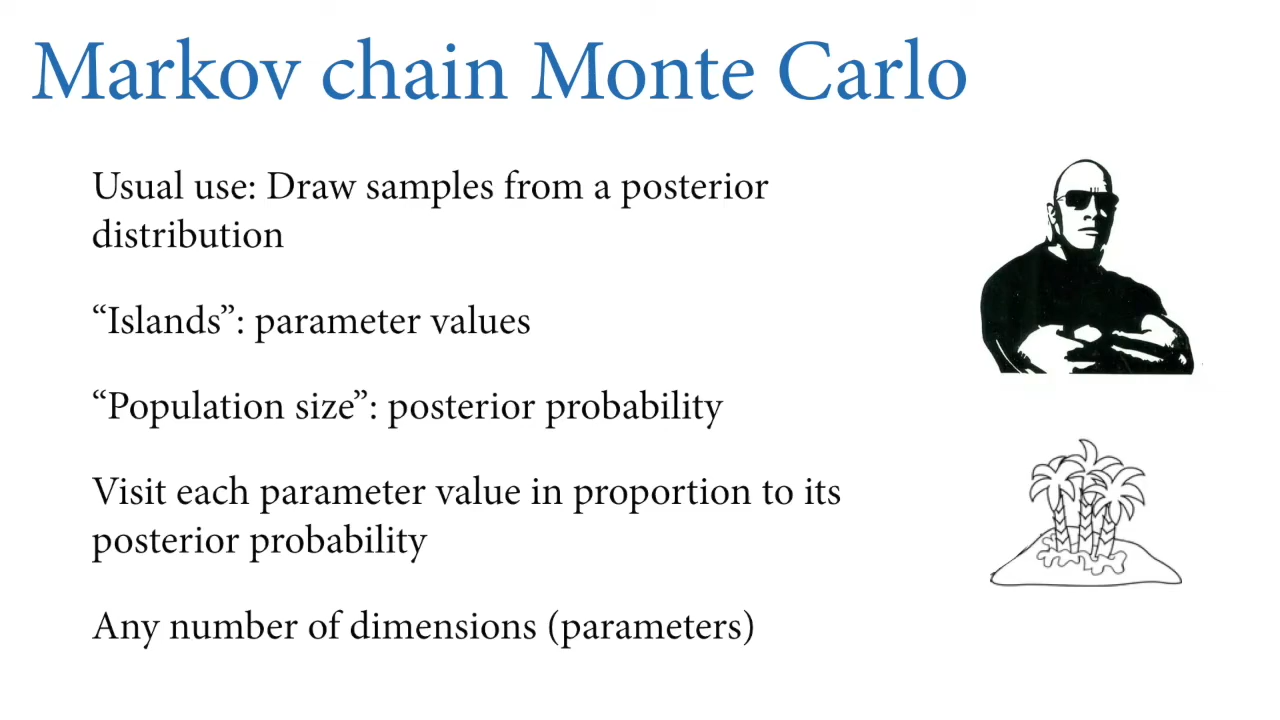 Markov chain Monte Carlo
Usual use: Draw samples from a posterior
distribution
“Islands”: parameter values
“Population size”: posterior probability
Visit each parameter value in proportion to its
posterior probability
Any number of dimensions (parameters)